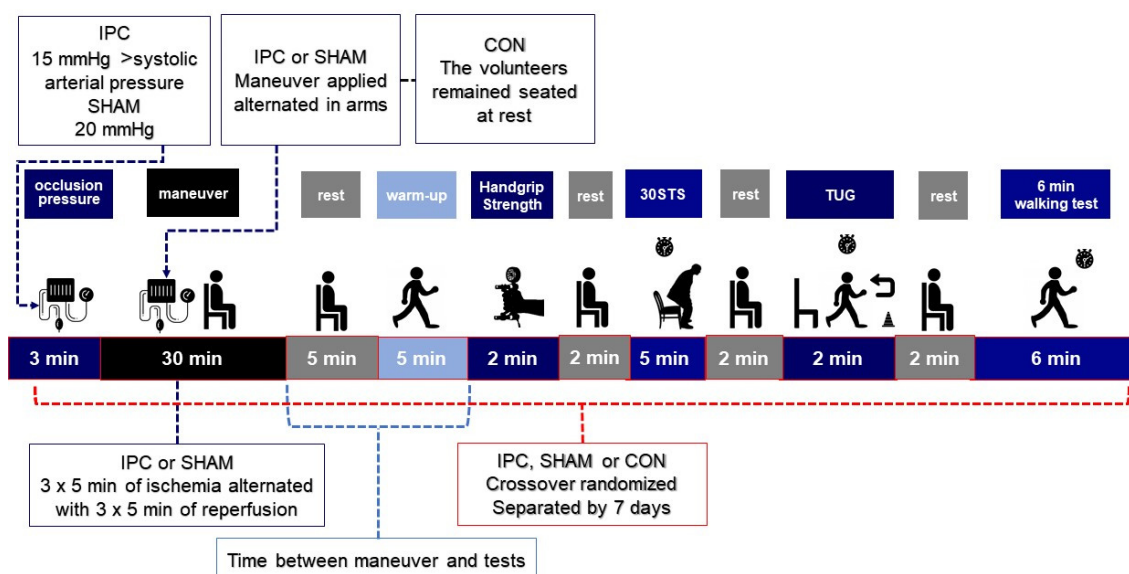 IPC
15 mmHg >systolic
arterial pressure
SHAM
20 mmHg
IPC or SHAM
Maneuver applied
alternated in arms
CON
The volunteers
remained seated
at rest
occlusion
pressure
maneuver
rest
warm-up
Handgrip
Strength
rest
30STS
rest
TUG
rest
6 min
walking test
3 min
30 min
5 min
5 min
2 min
2 min
5 min
2 min
2 min
2 min
6 min
IPC or SHAM
3 x 5 min of ischemia alternated
with 3 x 5 min of reperfusion
IPC, SHAM or CON
Crossover randomized
Separated by 7 days
Time between maneuver and tests